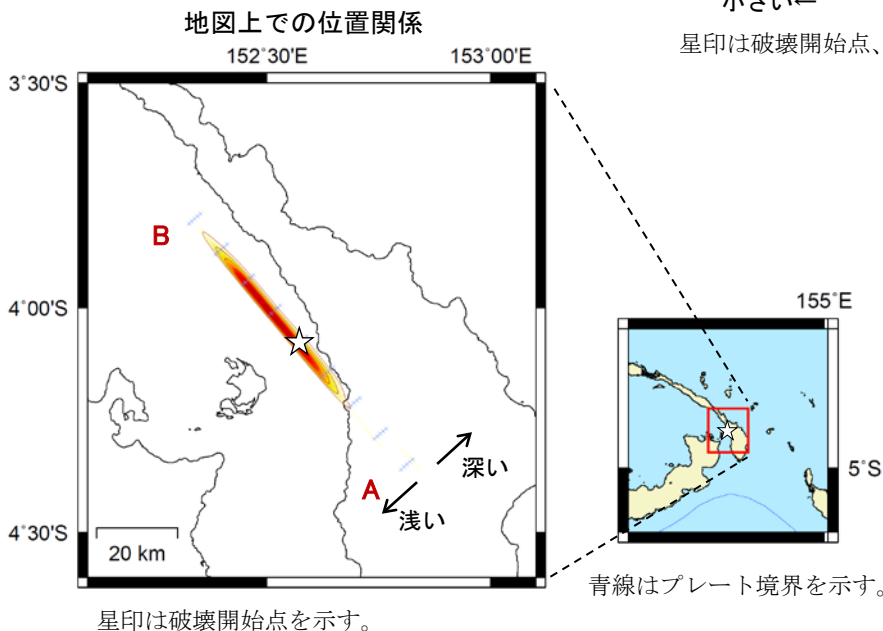 小さい←
地図上での位置関係
星印は破壊開始点、
152°30'E
153°00'E
3°30'S
B
4°00'S
155°E
深い
A
浅い
5°S
4°30'S
20 km
青線はプレート境界を示す。
星印は破壊開始点を示す。